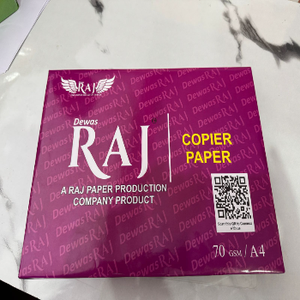 RAJ
Dewas
RAJ
COPIER
PAPER
A RAJ PAPER PRODUCTION
COMPANY PRODUCT
70 GSM / A4